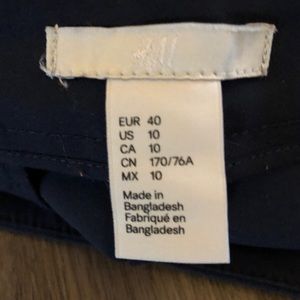 H&M
EUR 40
US 10
CA 10
CN 170/76A
MX 10
Made in
Bangladesh
Fabriqué en
Bangladesh